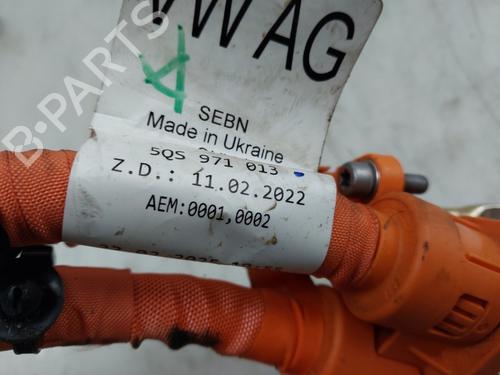 VW AG
A
SEBN
Made in Ukraine
5QS 971 013
Z.D.: 11.02.2022
AEM:0001,0002
B-PARTS